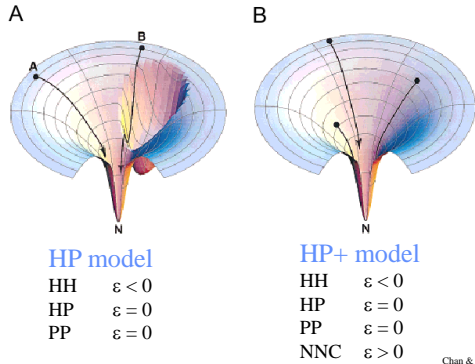 A
A
B
N
HP model
HH ε < 0
HP ε = 0
PP ε = 0
B
N
HP+ model
HH ε < 0
HP ε = 0
PP ε = 0
NNC ε > 0
Chan &